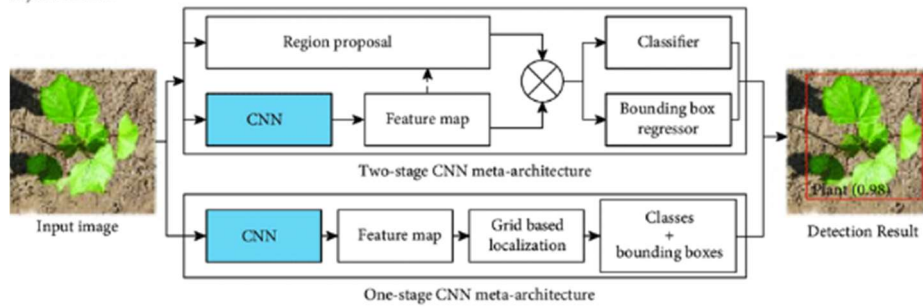 Region proposal
Classifier
CNN
Feature map
Bounding box
regressor
Two-stage CNN meta-architecture
Input image
CNN
Feature map
Grid based
localization
Classes
+
bounding boxes
One-stage CNN meta-architecture
Plant (0.98)
Detection Result